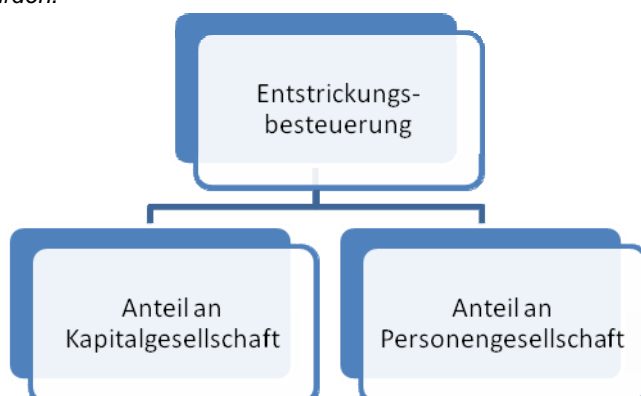 Entstrickungs-
besteuerung
Anteil an
Kapitalgesellschaft
Anteil an
Personengesellschaft